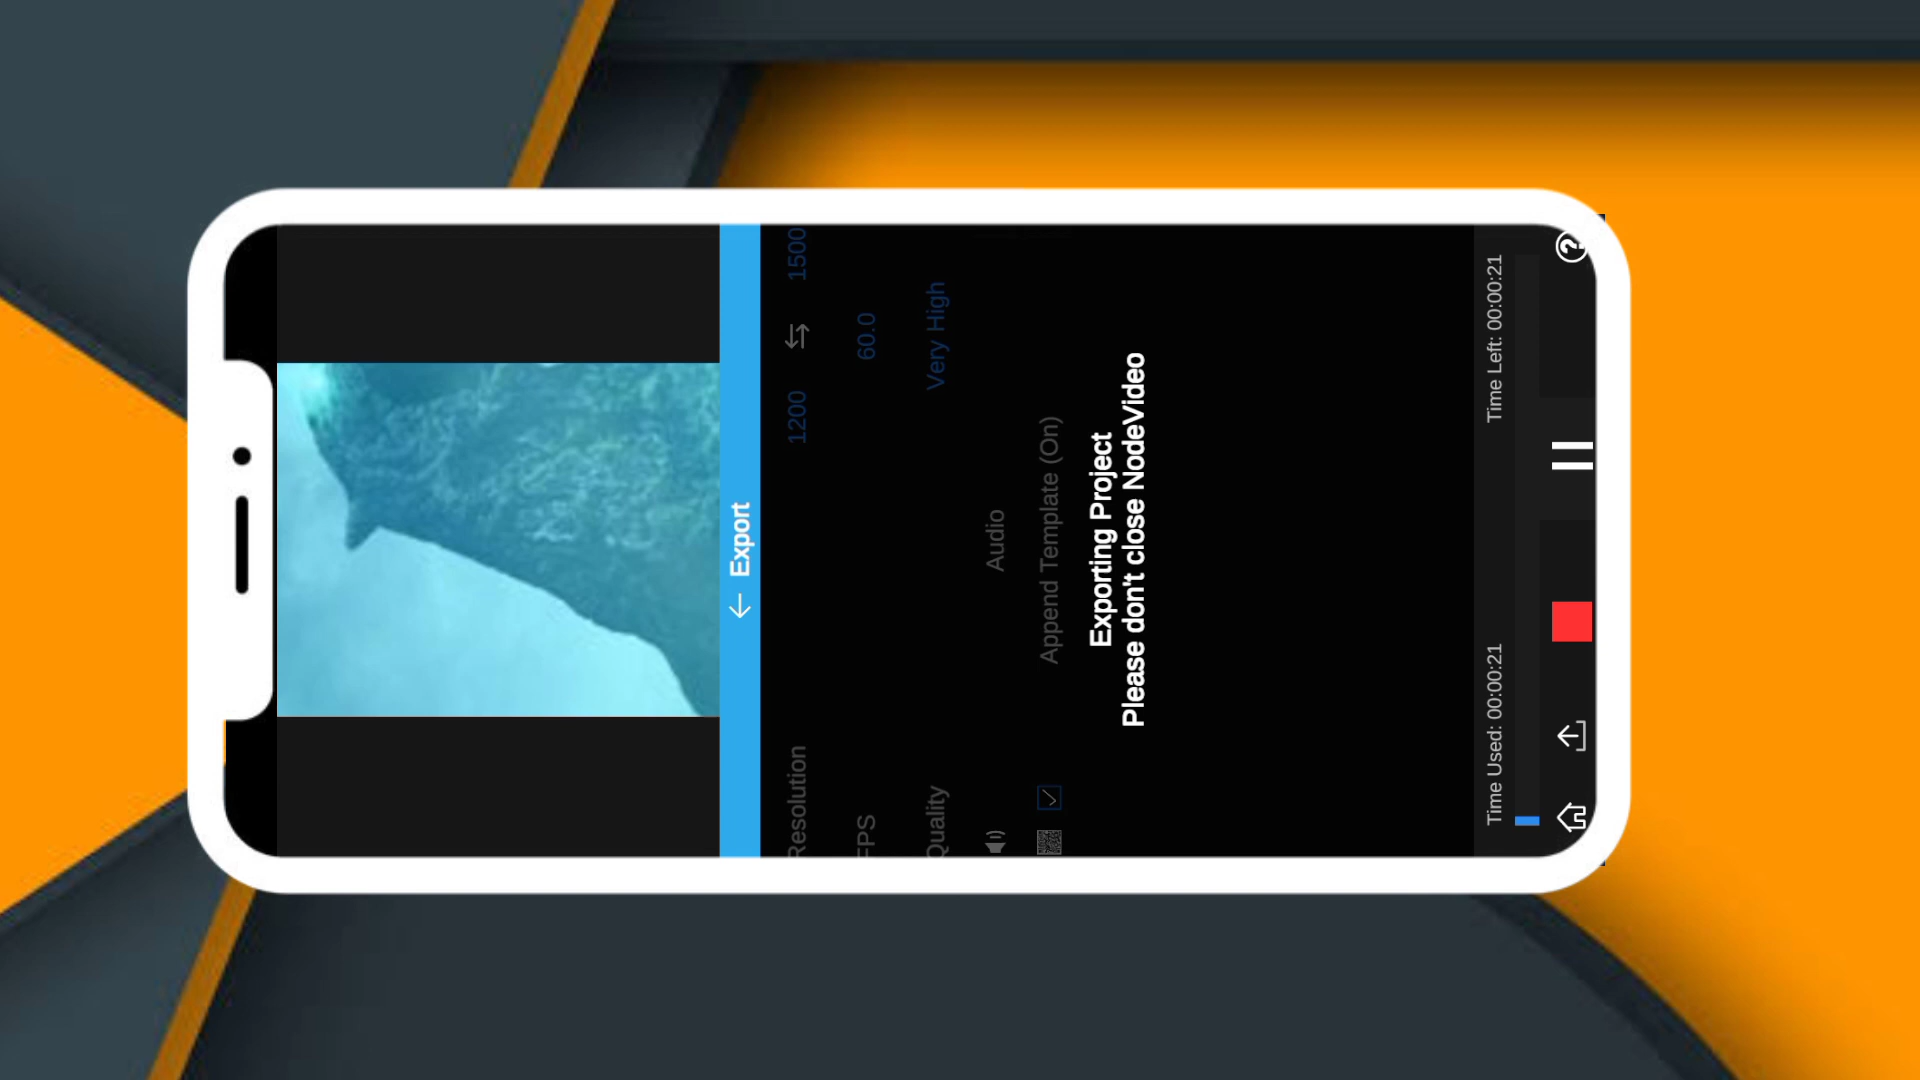 Export
Resolution 1200 1500
FPS 60.0
Quality Very High
Audio
Append Template (On)
Exporting Project
Please don't close NodeVideo
Time Used: 00:00:21 Time Left: 00:00:21